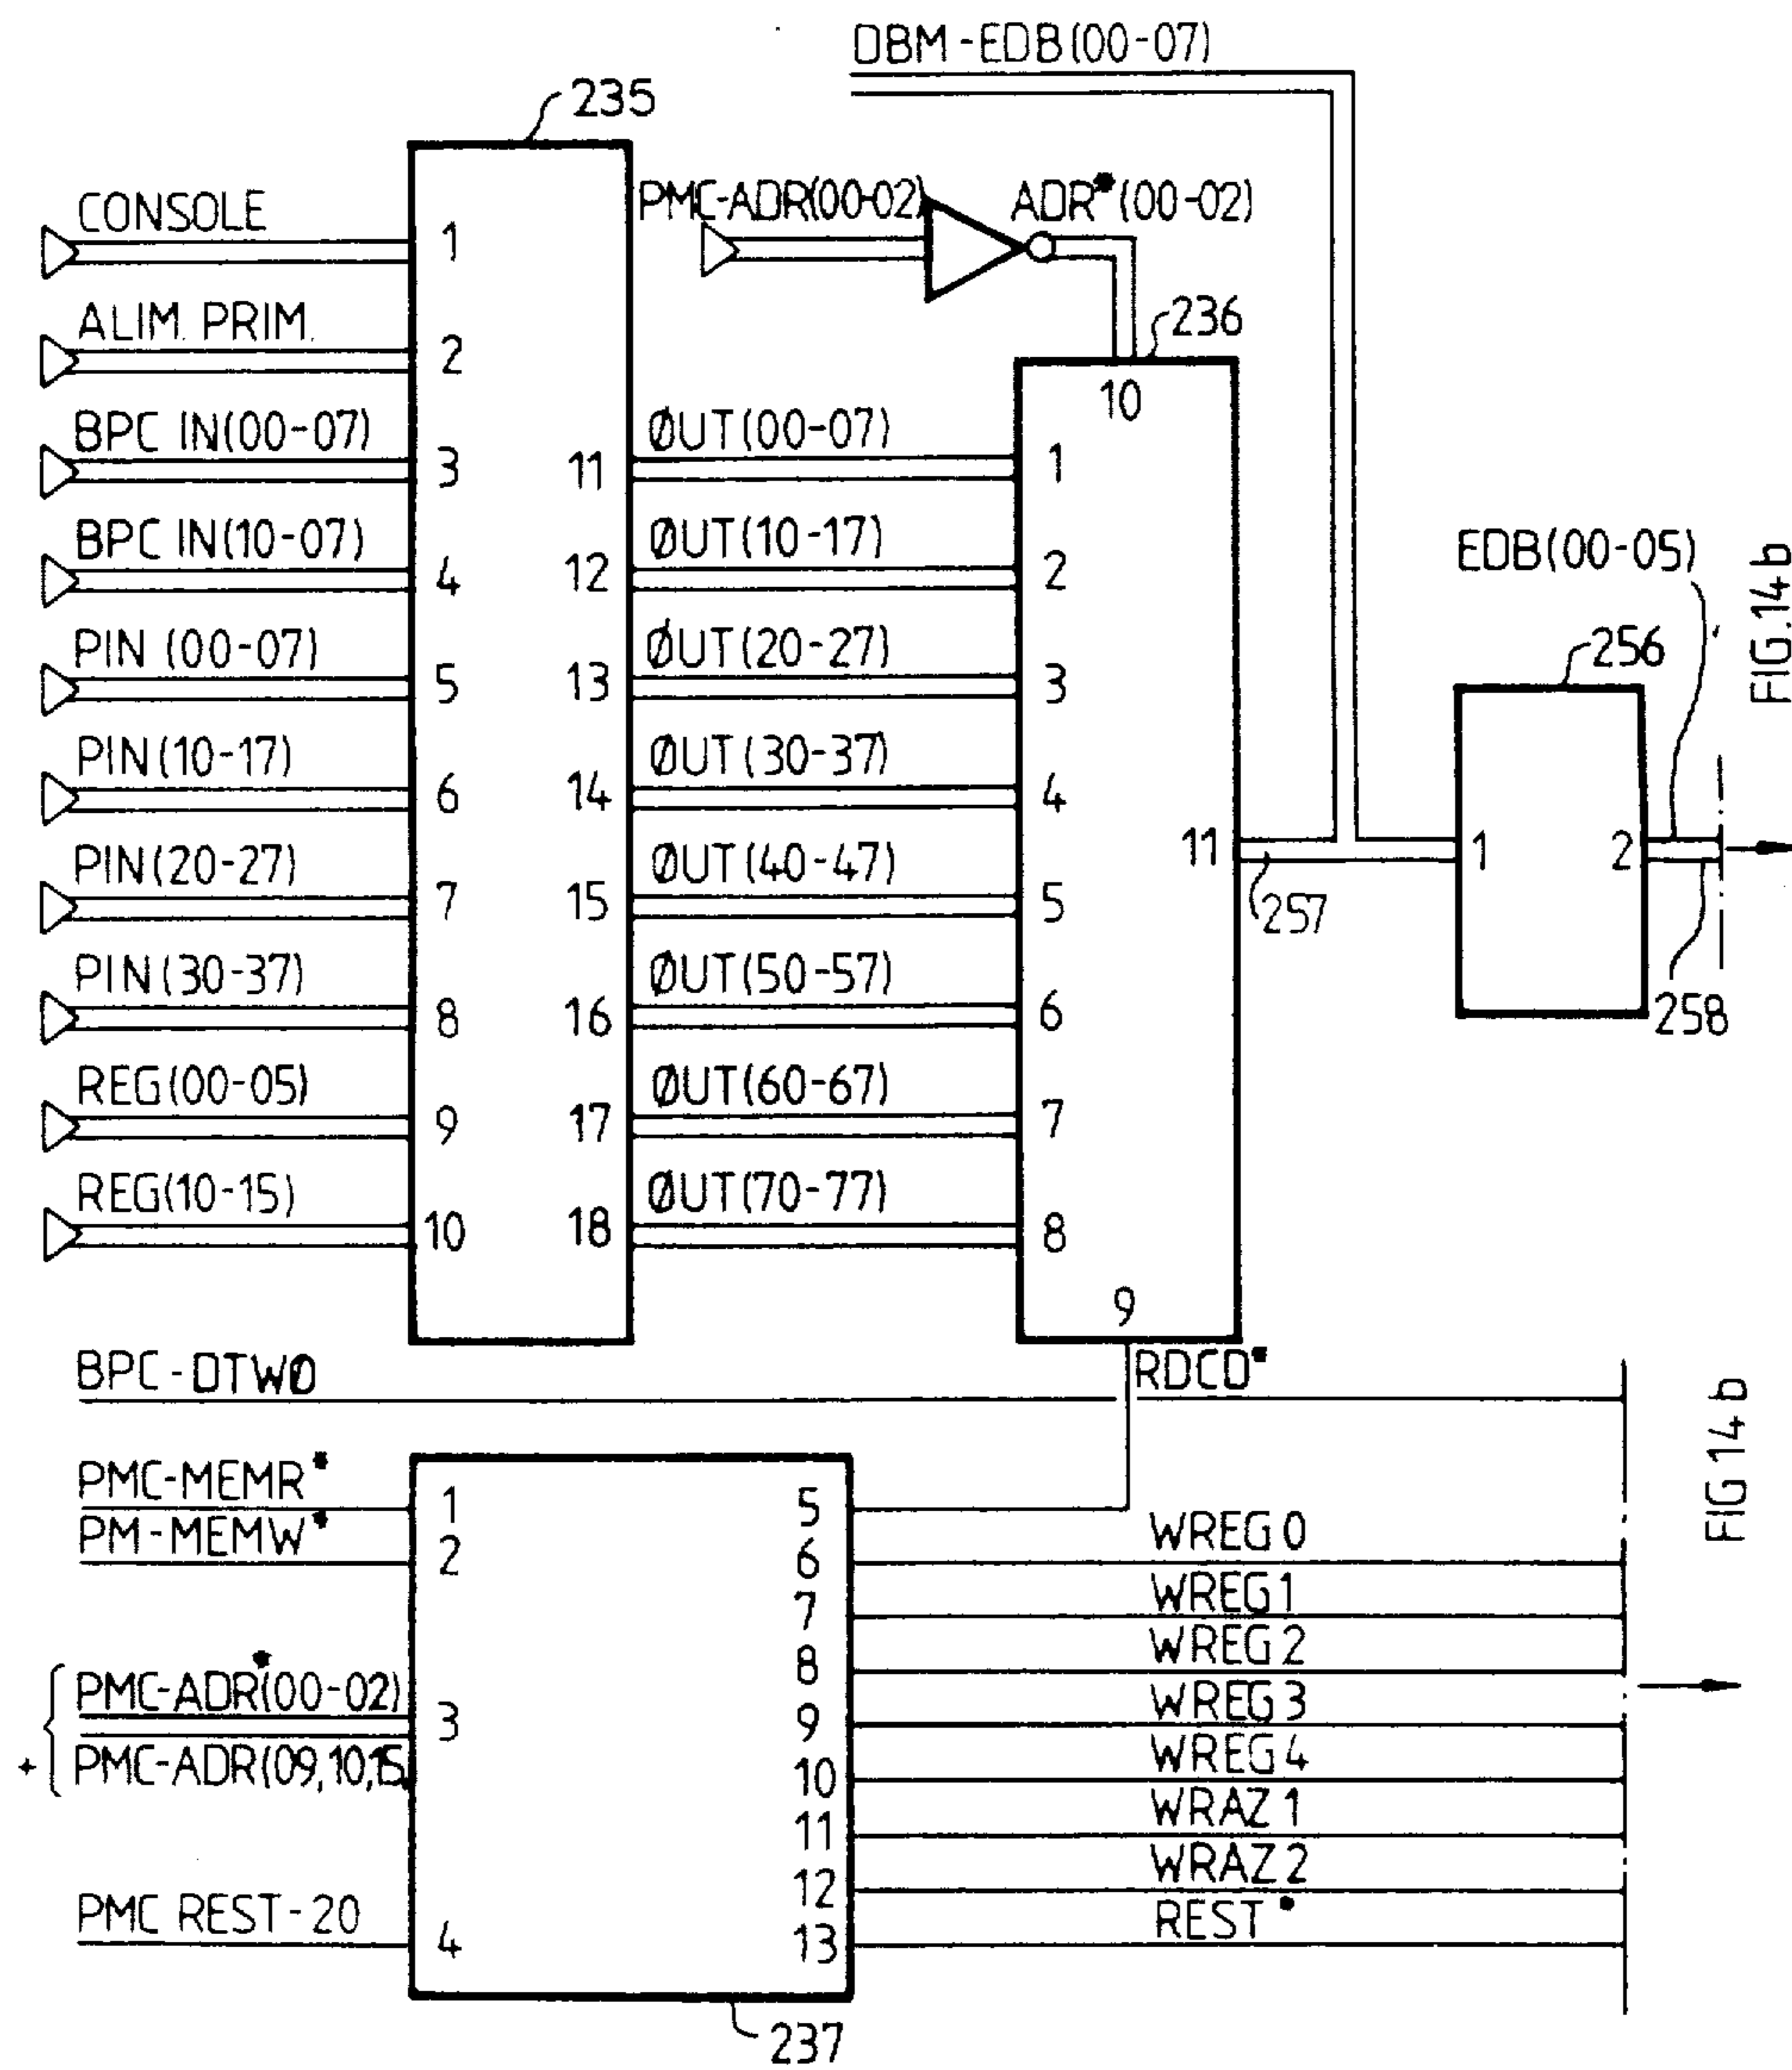 DBM-EDB(00-07)
235
CONSOLE
1
PMC-ADR(00-02)
ADR*(00-02)
ALIM. PRIM.
2
236
10
BPC IN(00-07)
3
11
ØUT(00-07)
1
BPC IN(10-07)
4
12
ØUT(10-17)
2
EDB(00-05)
FIG.14b
PIN (00-07)
5
13
ØUT(20-27)
3
256
PIN(10-17)
6
14
ØUT(30-37)
4
11
1
2
PIN(20-27)
7
15
ØUT(40-47)
5
257
PIN(30-37)
8
16
ØUT(50-57)
6
258
REG(00-05)
9
17
ØUT(60-67)
7
REG(10-15)
10
18
ØUT(70-77)
8
9
BPC-DTWØ
RDCD*
FIG 14b
PMC-MEMR*
1
5
PM-MEMW*
2
6
WREG 0
7
WREG 1
8
WREG 2
PMC-ADR*(00-02)
3
9
WREG 3
+
PMC-ADR(09,10,15,
10
WREG 4
11
WRAZ 1
12
WRAZ 2
PMC REST-20
4
13
REST*
237